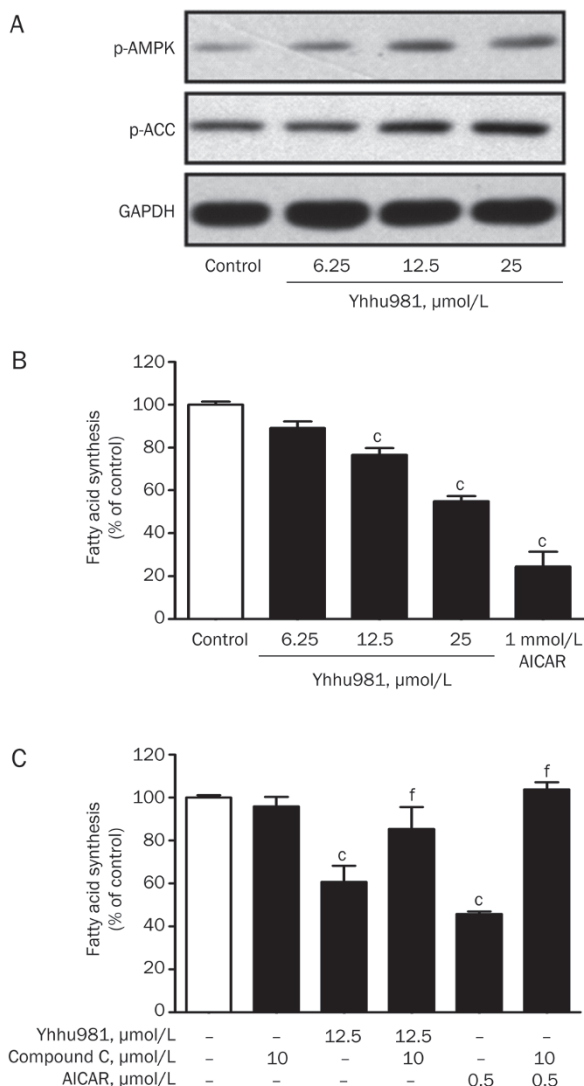 A
p-AMPK
p-ACC
GAPDH
Control 6.25 12.5 25
Yhhu981, μmol/L
B
Fatty acid synthesis
(% of control)
120
100
80
60
40
20
0
c
c
c
Control 6.25 12.5 25 1 mmol/L
AICAR
Yhhu981, μmol/L
C
Fatty acid synthesis
(% of control)
120
100
80
60
40
20
0
c
f
c
f
Yhhu981, μmol/L – – 12.5 12.5 – –
Compound C, μmol/L – 10 – 10 – 10
AICAR, μmol/L – – – – 0.5 0.5